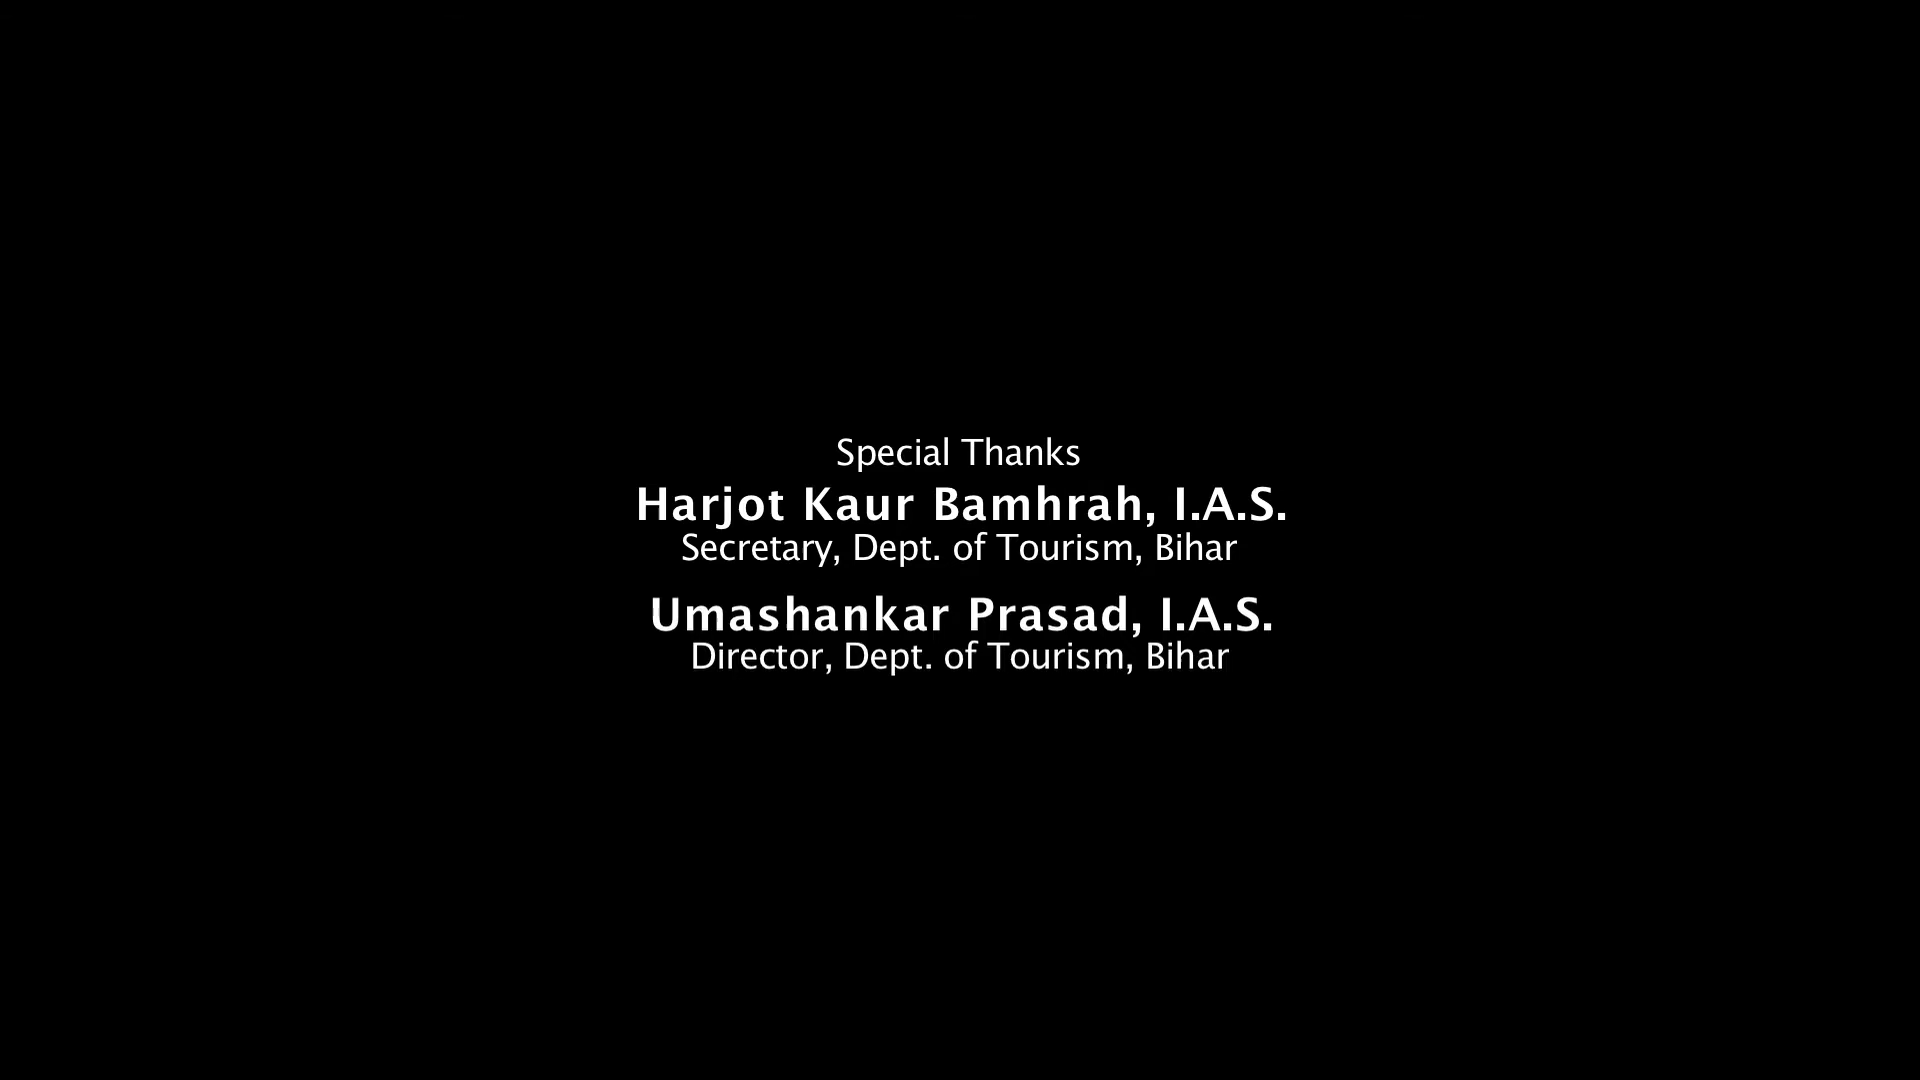 Special Thanks
Harjot Kaur Bamhrah, I.A.S.
Secretary, Dept. of Tourism, Bihar
Umashankar Prasad, I.A.S.
Director, Dept. of Tourism, Bihar